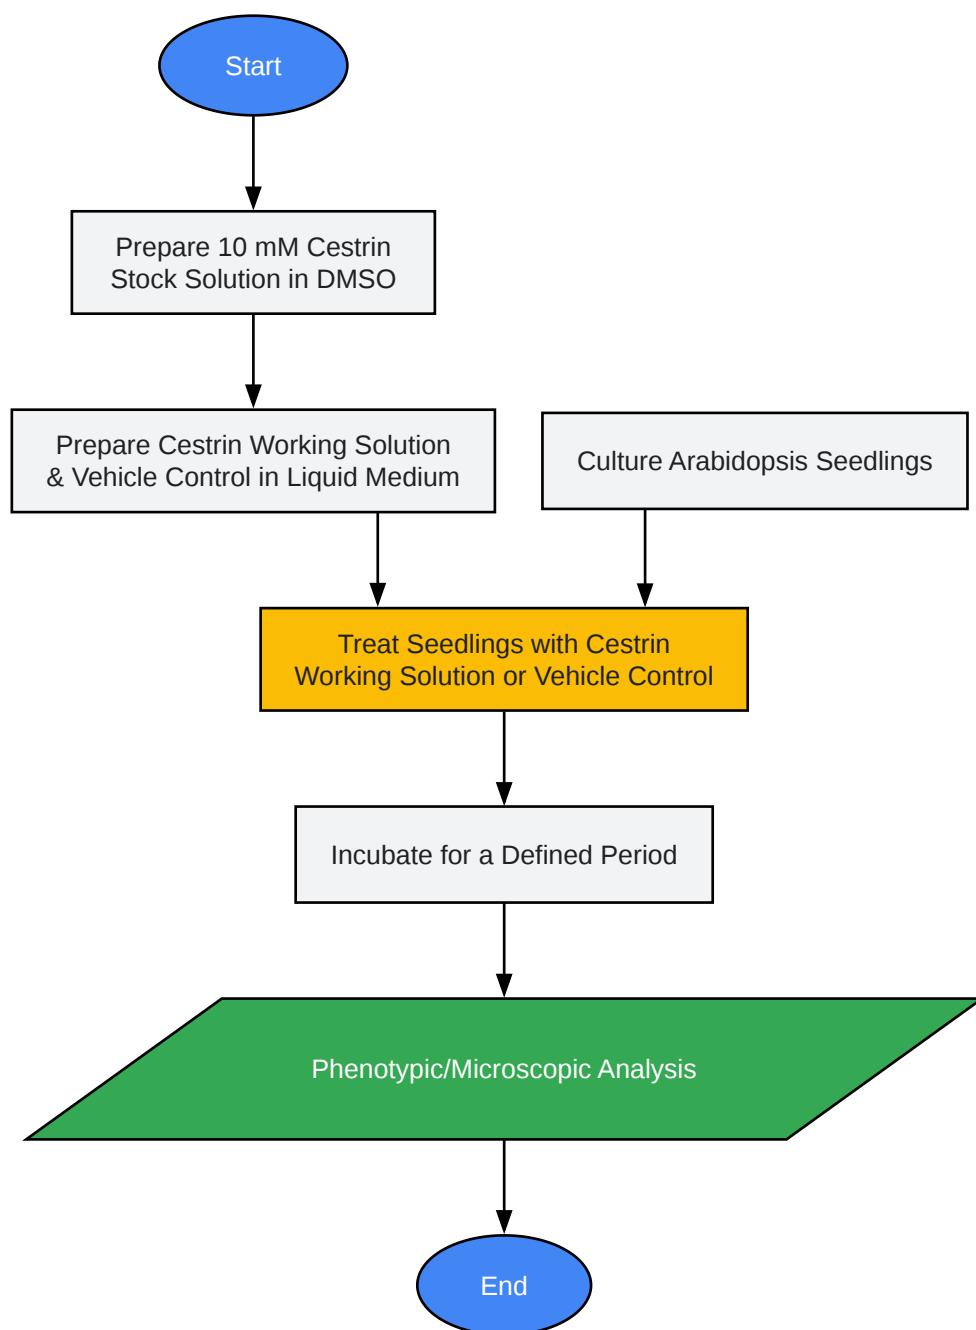 Start
Prepare 10 mM Cestrin
Stock Solution in DMSO
Prepare Cestrin Working Solution
& Vehicle Control in Liquid Medium
Culture Arabidopsis Seedlings
Treat Seedlings with Cestrin
Working Solution or Vehicle Control
Incubate for a Defined Period
Phenotypic/Microscopic Analysis
End